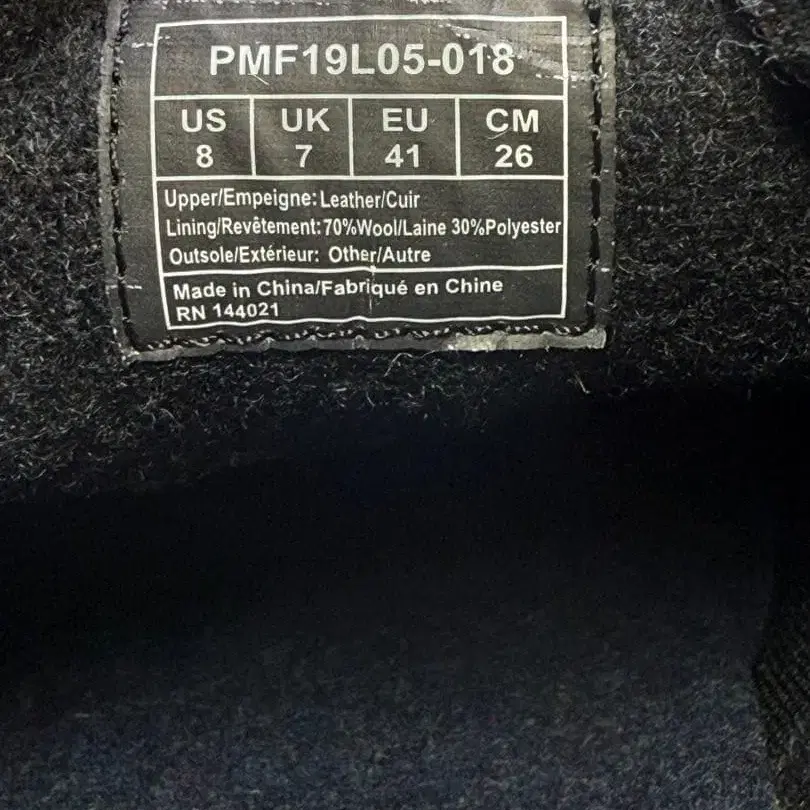 PMF19L05-018
US UK EU CM
8 7 41 26
Upper/Empeigne: Leather/Cuir
Lining/Revêtement: 70%Wool/Laine 30%Polyester
Outsole/Extérieur: Other/Autre
Made in China/Fabriqué en Chine
RN 144021